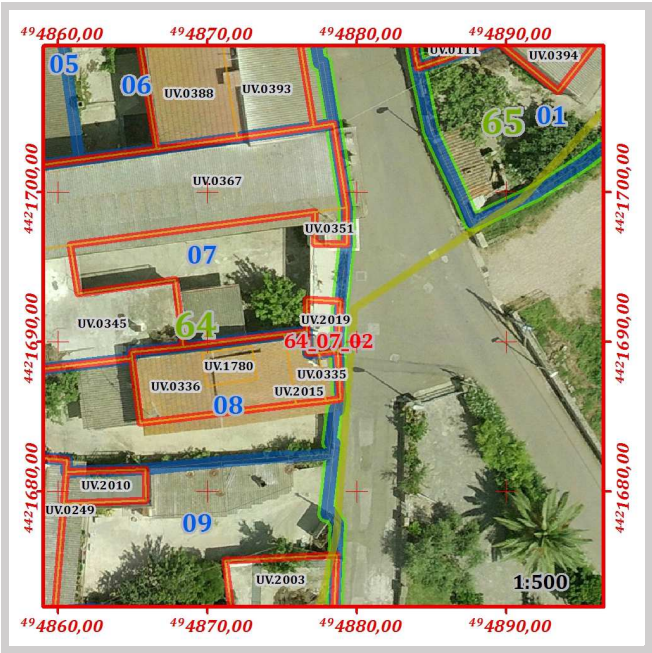 ⁴⁹4860,00 ⁴⁹4870,00 ⁴⁹4880,00 ⁴⁹4890,00
05 06 UV.0388 UV.0393 UV.0111 UV.0394
65 01
⁴⁴²1700,00 UV.0367 ⁴⁴²1700,00
07 UV.0351
UV.0345 64 UV.2019
⁴⁴²1690,00 64_07_02 ⁴⁴²1690,00
UV.0336 UV.1780 UV.0335
08 UV.2015
UV.2010
⁴⁴²1680,00 UV.0249 ⁴⁴²1680,00
09
UV.2003 1:500
⁴⁹4860,00 ⁴⁹4870,00 ⁴⁹4880,00 ⁴⁹4890,00